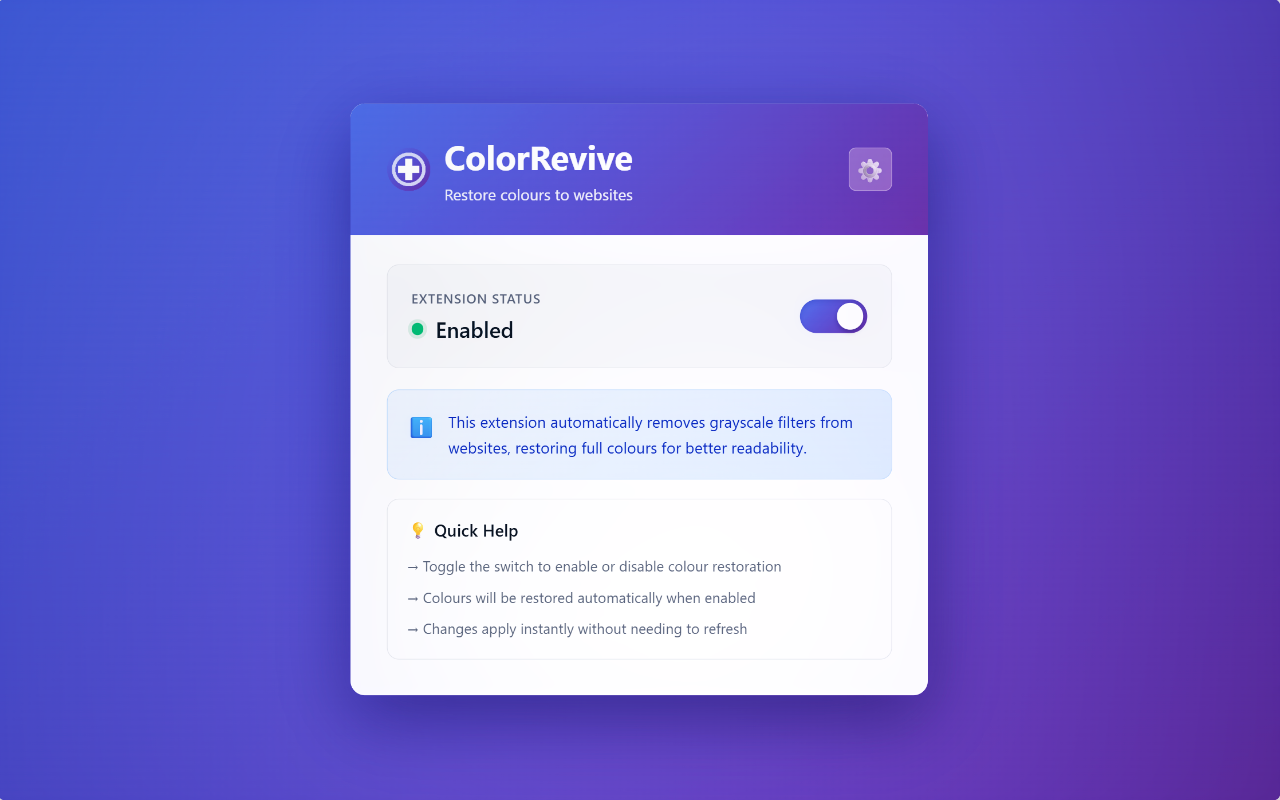 ColorRevive
Restore colours to websites
EXTENSION STATUS
Enabled
This extension automatically removes grayscale filters from
websites, restoring full colours for better readability.
Quick Help
→ Toggle the switch to enable or disable colour restoration
→ Colours will be restored automatically when enabled
→ Changes apply instantly without needing to refresh